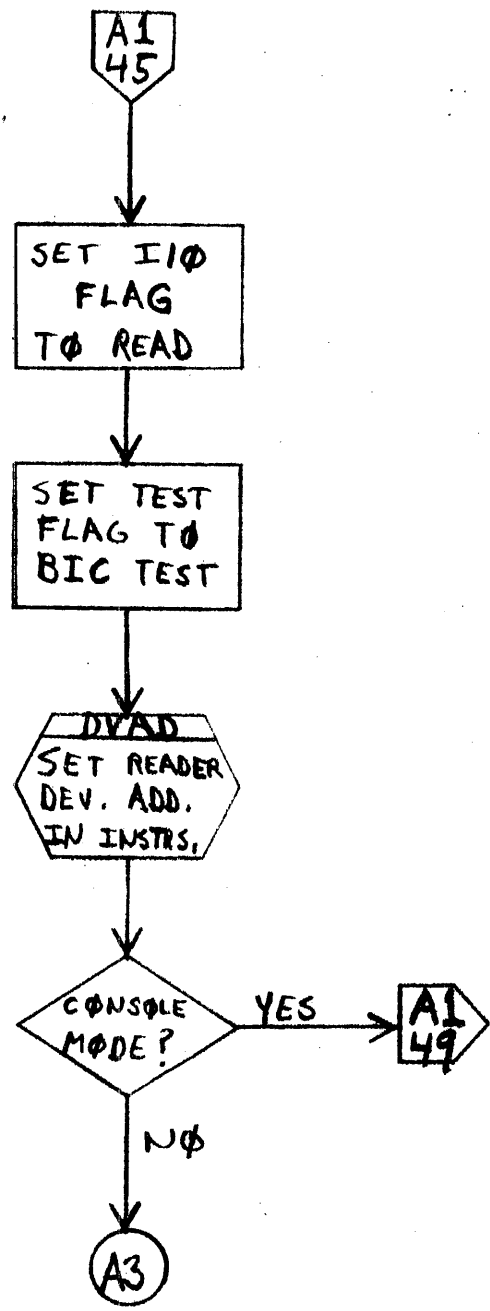 A1
45
SET I/Ø
FLAG
TØ READ
SET TEST
FLAG TØ
BIC TEST
DVAD
SET READER
DEV. ADD.
IN INSTRS.
CØNSØLE
MØDE?
YES
A1
49
NØ
A3